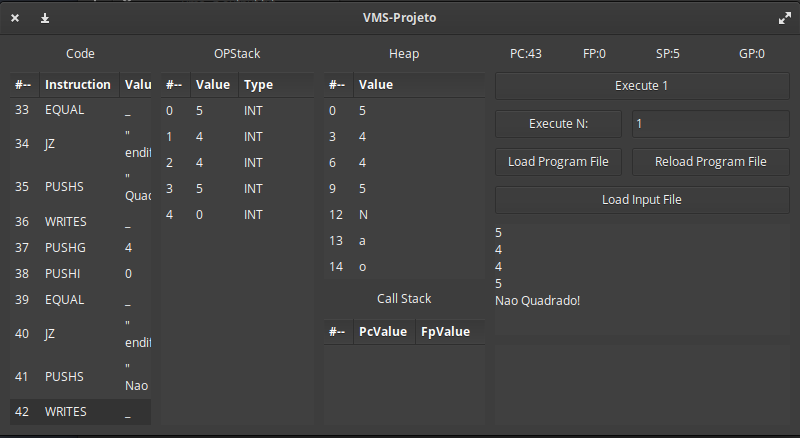 VMS-Projeto
Code
OPStack
Heap
PC:43 FP:0 SP:5 GP:0
#-- Instruction Valu
33 EQUAL _
34 JZ " endif
35 PUSHS " Quad
36 WRITES _
37 PUSHG 4
38 PUSHI 0
39 EQUAL _
40 JZ " endif
41 PUSHS " Nao
42 WRITES _
#-- Value Type
0 5 INT
1 4 INT
2 4 INT
3 5 INT
4 0 INT
#-- Value
0 5
3 4
6 4
9 5
12 N
13 a
14 o
Call Stack
#-- PcValue FpValue
Execute 1
Execute N: 1
Load Program File Reload Program File
Load Input File
5
4
4
5
Nao Quadrado!